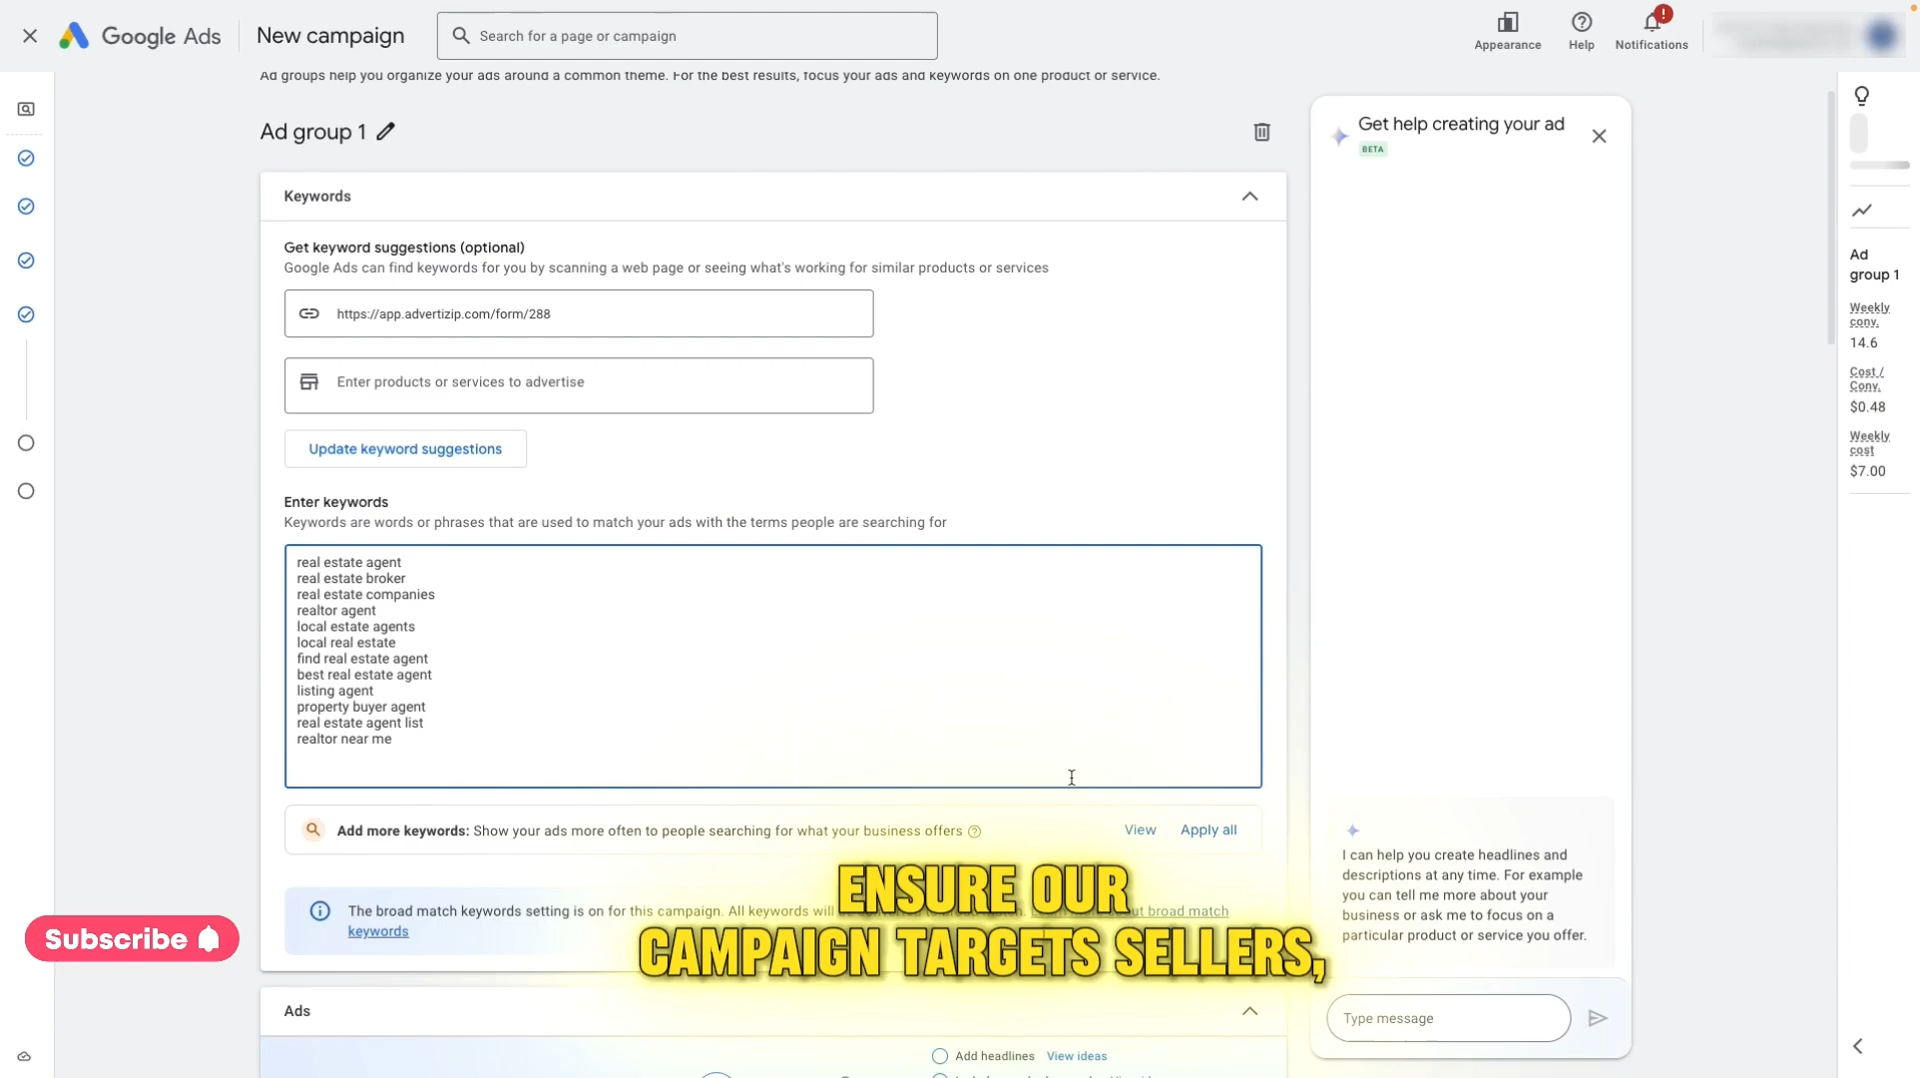 Google Ads
New campaign
Search for a page or campaign
Appearance
Help
Notifications
!
Ad groups help you organize your ads around a common theme. For the best results, focus your ads and keywords on one product or service.
Ad group 1
Keywords
Get keyword suggestions (optional)
Google Ads can find keywords for you by scanning a web page or seeing what's working for similar products or services
https://app.advertizip.com/form/288
Enter products or services to advertise
Update keyword suggestions
Enter keywords
Keywords are words or phrases that are used to match your ads with the terms people are searching for
real estate agent
real estate broker
real estate companies
realtor agent
local estate agents
local real estate
find real estate agent
best real estate agent
listing agent
property buyer agent
real estate agent list
realtor near me
Add more keywords: Show your ads more often to people searching for what your business offers
View
Apply all
The broad match keywords setting is on for this campaign. All keywords will about broad match
keywords
ENSURE OUR
CAMPAIGN TARGETS SELLERS,
Subscribe
Ads
Add headlines
View ideas
Get help creating your ad
BETA
I can help you create headlines and
descriptions at any time. For example
you can tell me more about your
business or ask me to focus on a
particular product or service you offer.
Type message
Ad
group 1
Weekly
conv.
14.6
Cost /
Conv.
$0.48
Weekly
cost
$7.00